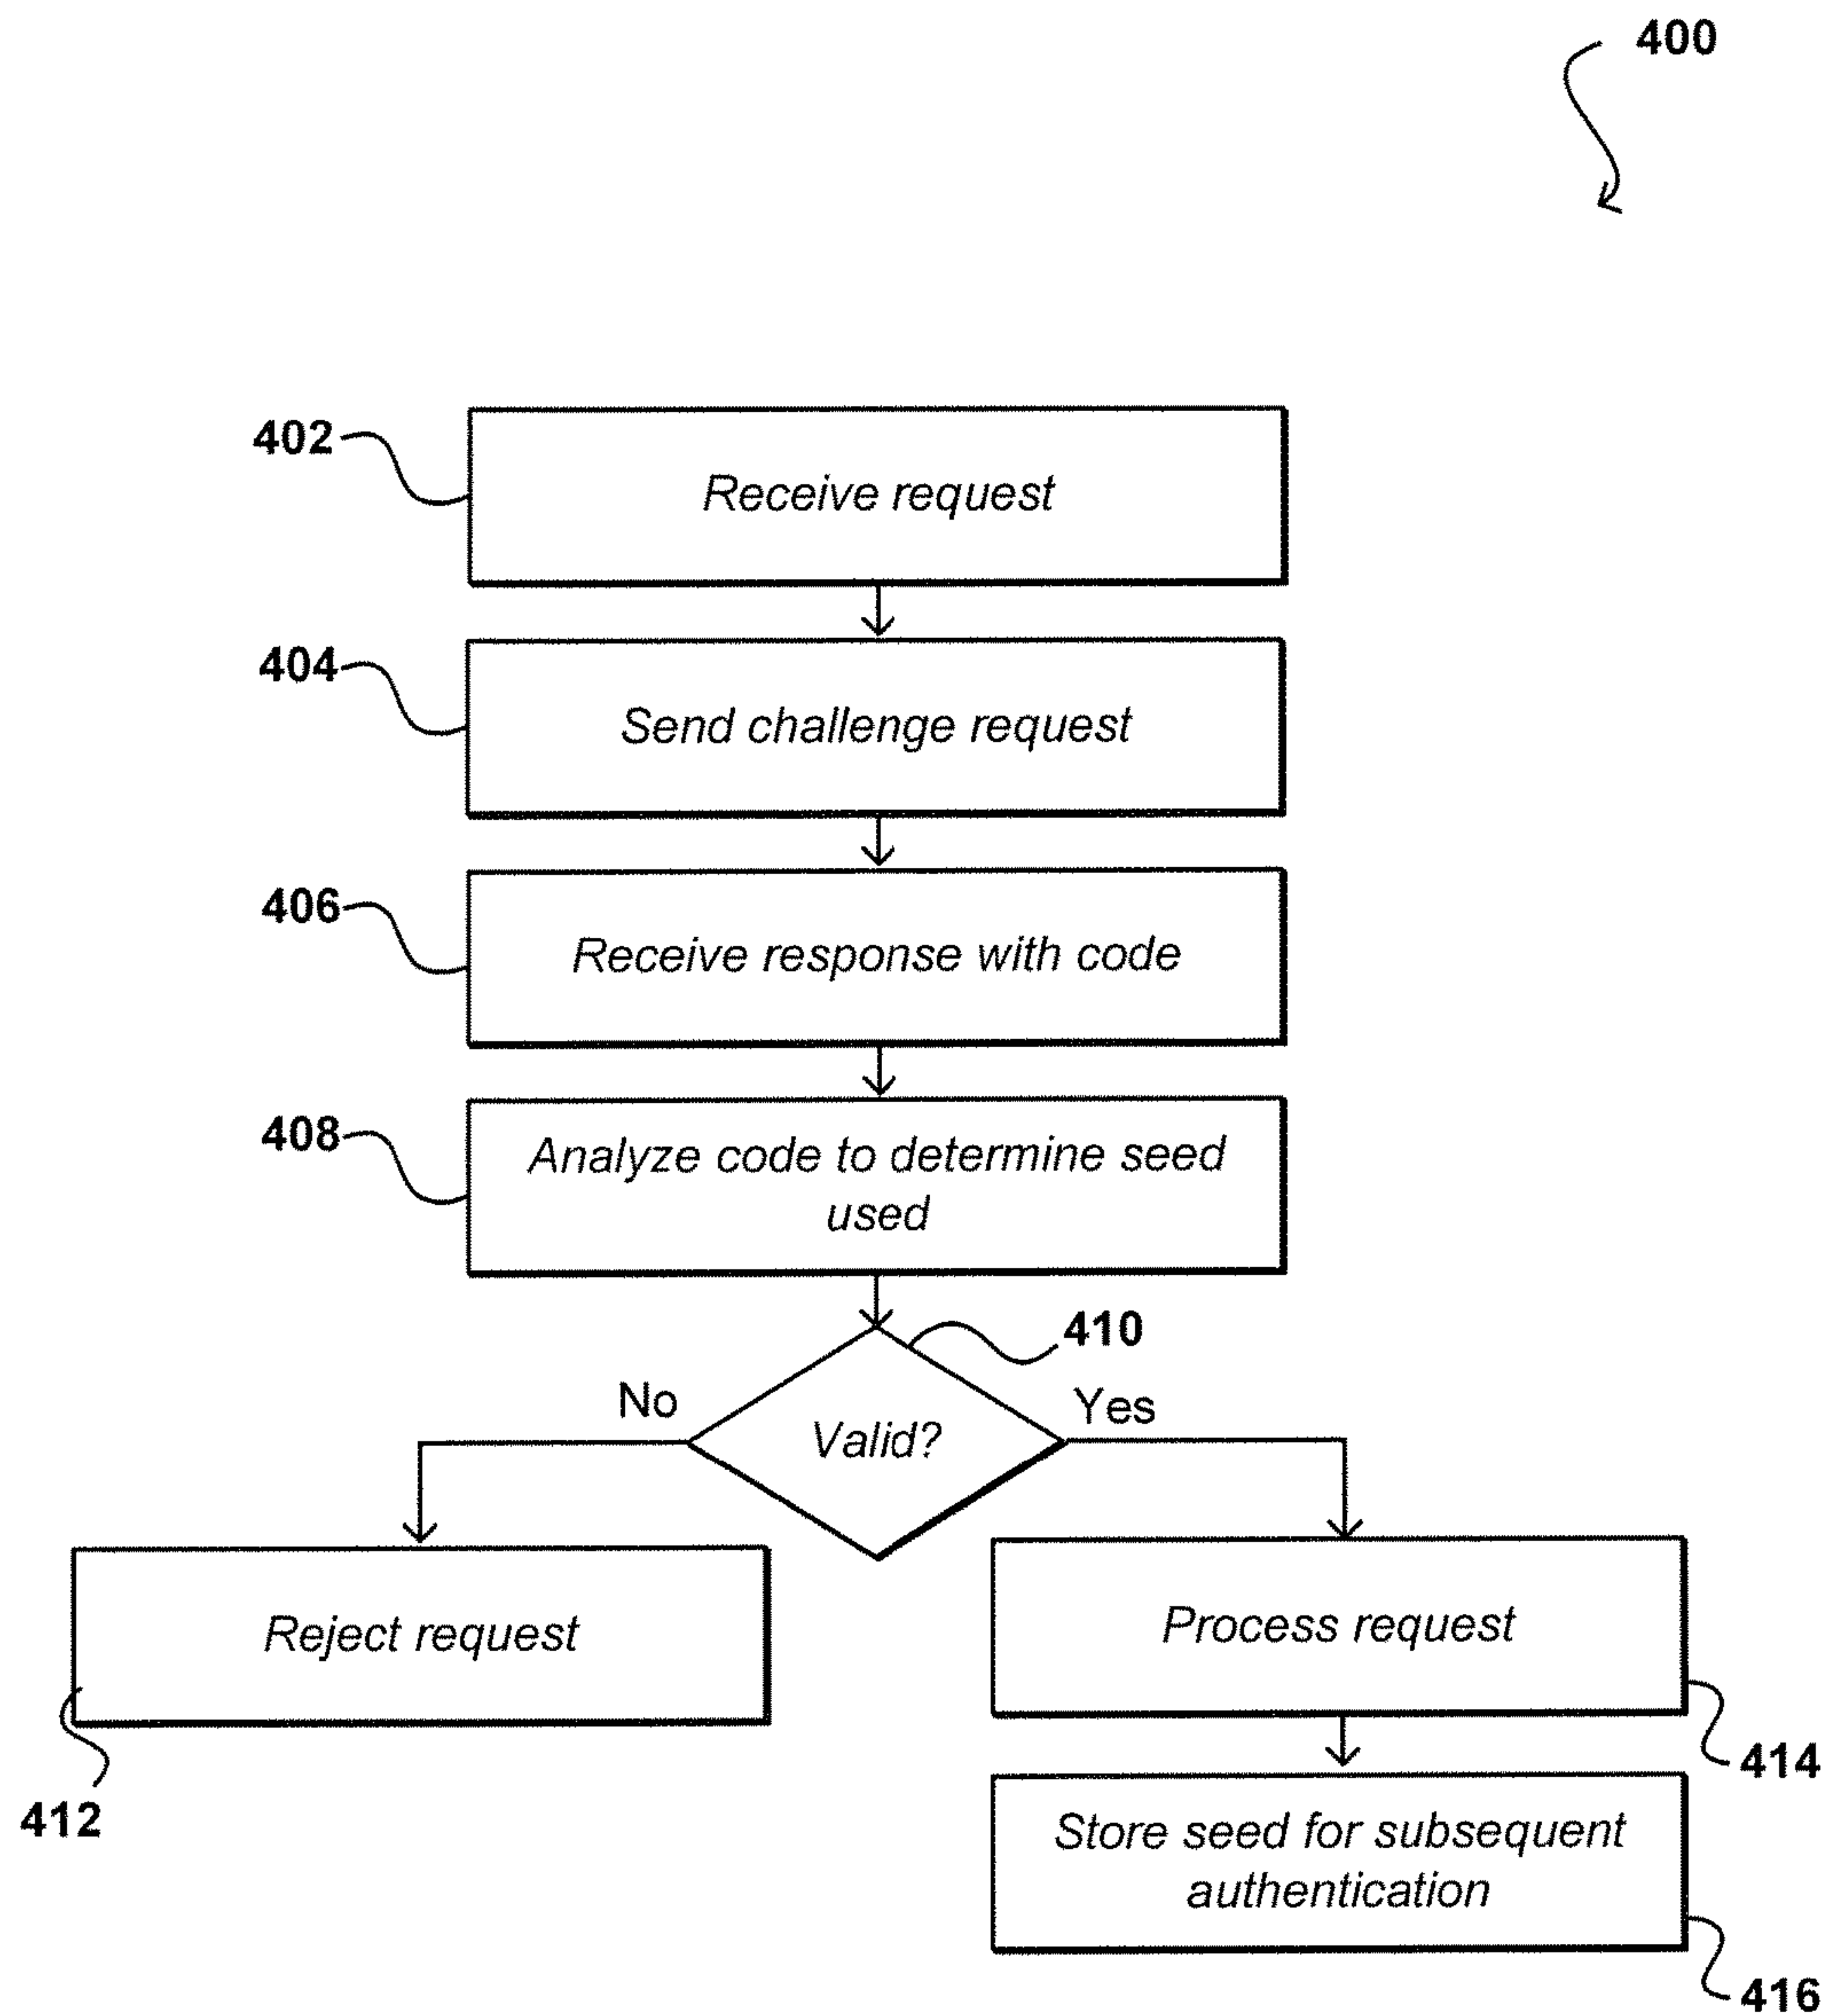 400
402
Receive request
404
Send challenge request
406
Receive response with code
408
Analyze code to determine seed
used
410
No
Yes
Valid?
Reject request
412
Process request
414
Store seed for subsequent
authentication
416